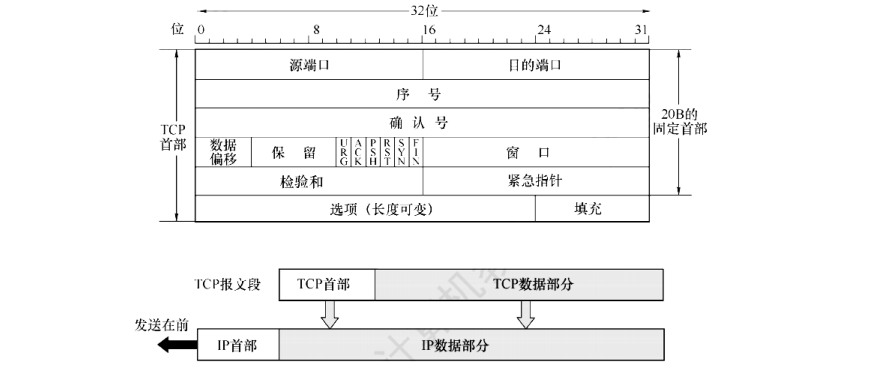 32位
位 0 8 16 24 31
源端口 目的端口
序 号
TCP
首部
20B的
固定首部
确 认 号
数据
偏移
保 留
URG
ACK
PSH
RST
SYN
FIN
窗 口
检验和 紧急指针
选项（长度可变） 填充
TCP报文段 TCP首部 TCP数据部分
发送在前
IP首部 IP数据部分
计算机